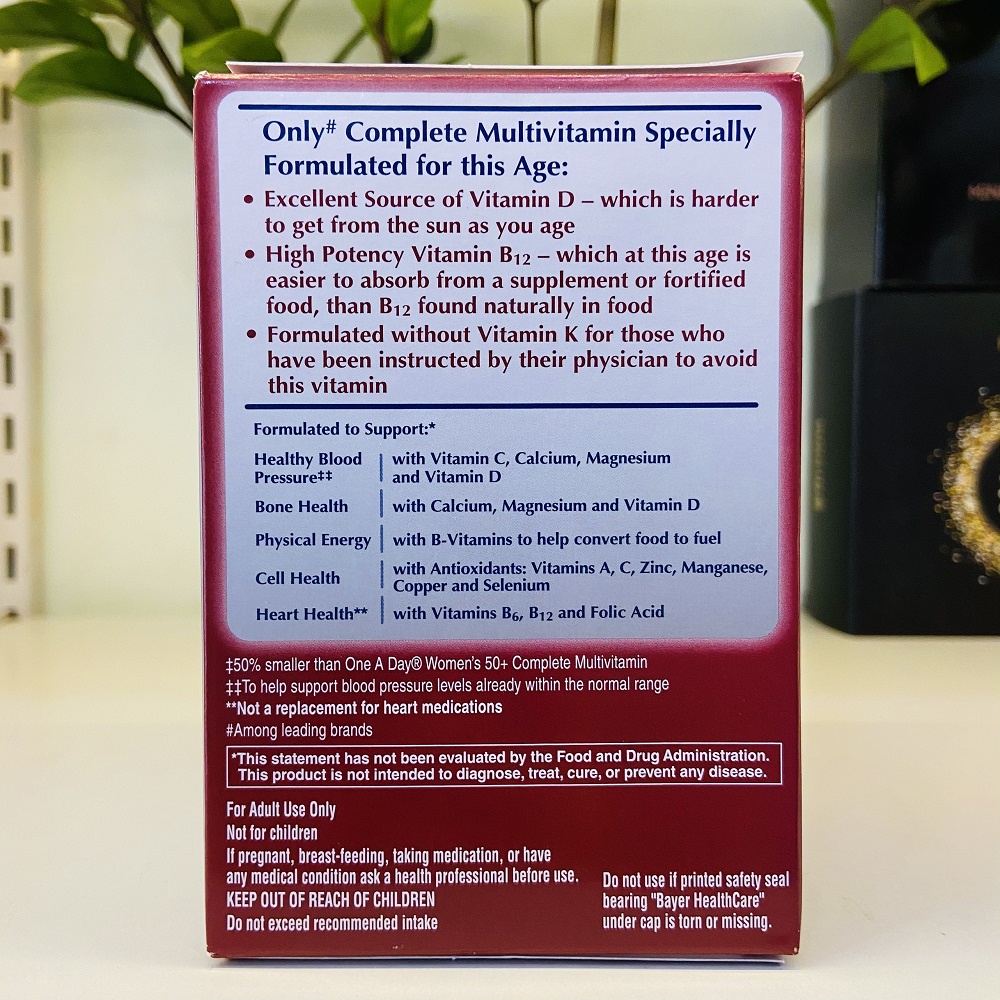 Only# Complete Multivitamin Specially
Formulated for this Age:
• Excellent Source of Vitamin D – which is harder
to get from the sun as you age
• High Potency Vitamin B12 – which at this age is
easier to absorb from a supplement or fortified
food, than B12 found naturally in food
• Formulated without Vitamin K for those who
have been instructed by their physician to avoid
this vitamin
Formulated to Support:*
Healthy Blood
Pressure‡‡
with Vitamin C, Calcium, Magnesium
and Vitamin D
Bone Health
with Calcium, Magnesium and Vitamin D
Physical Energy
with B-Vitamins to help convert food to fuel
Cell Health
with Antioxidants: Vitamins A, C, Zinc, Manganese,
Copper and Selenium
Heart Health**
with Vitamins B6, B12 and Folic Acid
‡50% smaller than One A Day® Women's 50+ Complete Multivitamin
‡‡To help support blood pressure levels already within the normal range
**Not a replacement for heart medications
#Among leading brands
*This statement has not been evaluated by the Food and Drug Administration.
This product is not intended to diagnose, treat, cure, or prevent any disease.
For Adult Use Only
Not for children
If pregnant, breast-feeding, taking medication, or have
any medical condition ask a health professional before use.
KEEP OUT OF REACH OF CHILDREN
Do not exceed recommended intake
Do not use if printed safety seal
bearing "Bayer HealthCare"
under cap is torn or missing.